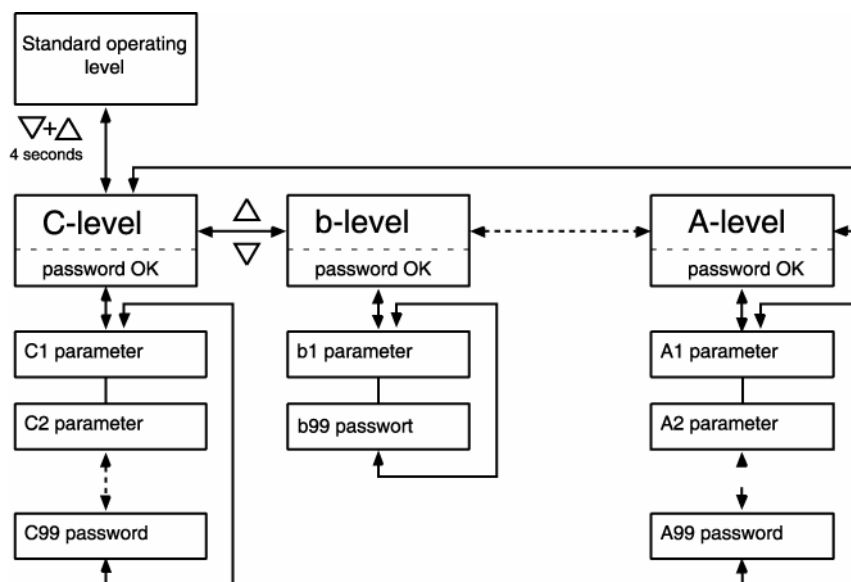 Standard operating
level
▽+△
4 seconds
C-level
password OK
△
▽
b-level
password OK
A-level
password OK
C1 parameter
b1 parameter
A1 parameter
C2 parameter
b99 passwort
A2 parameter
C99 password
A99 password